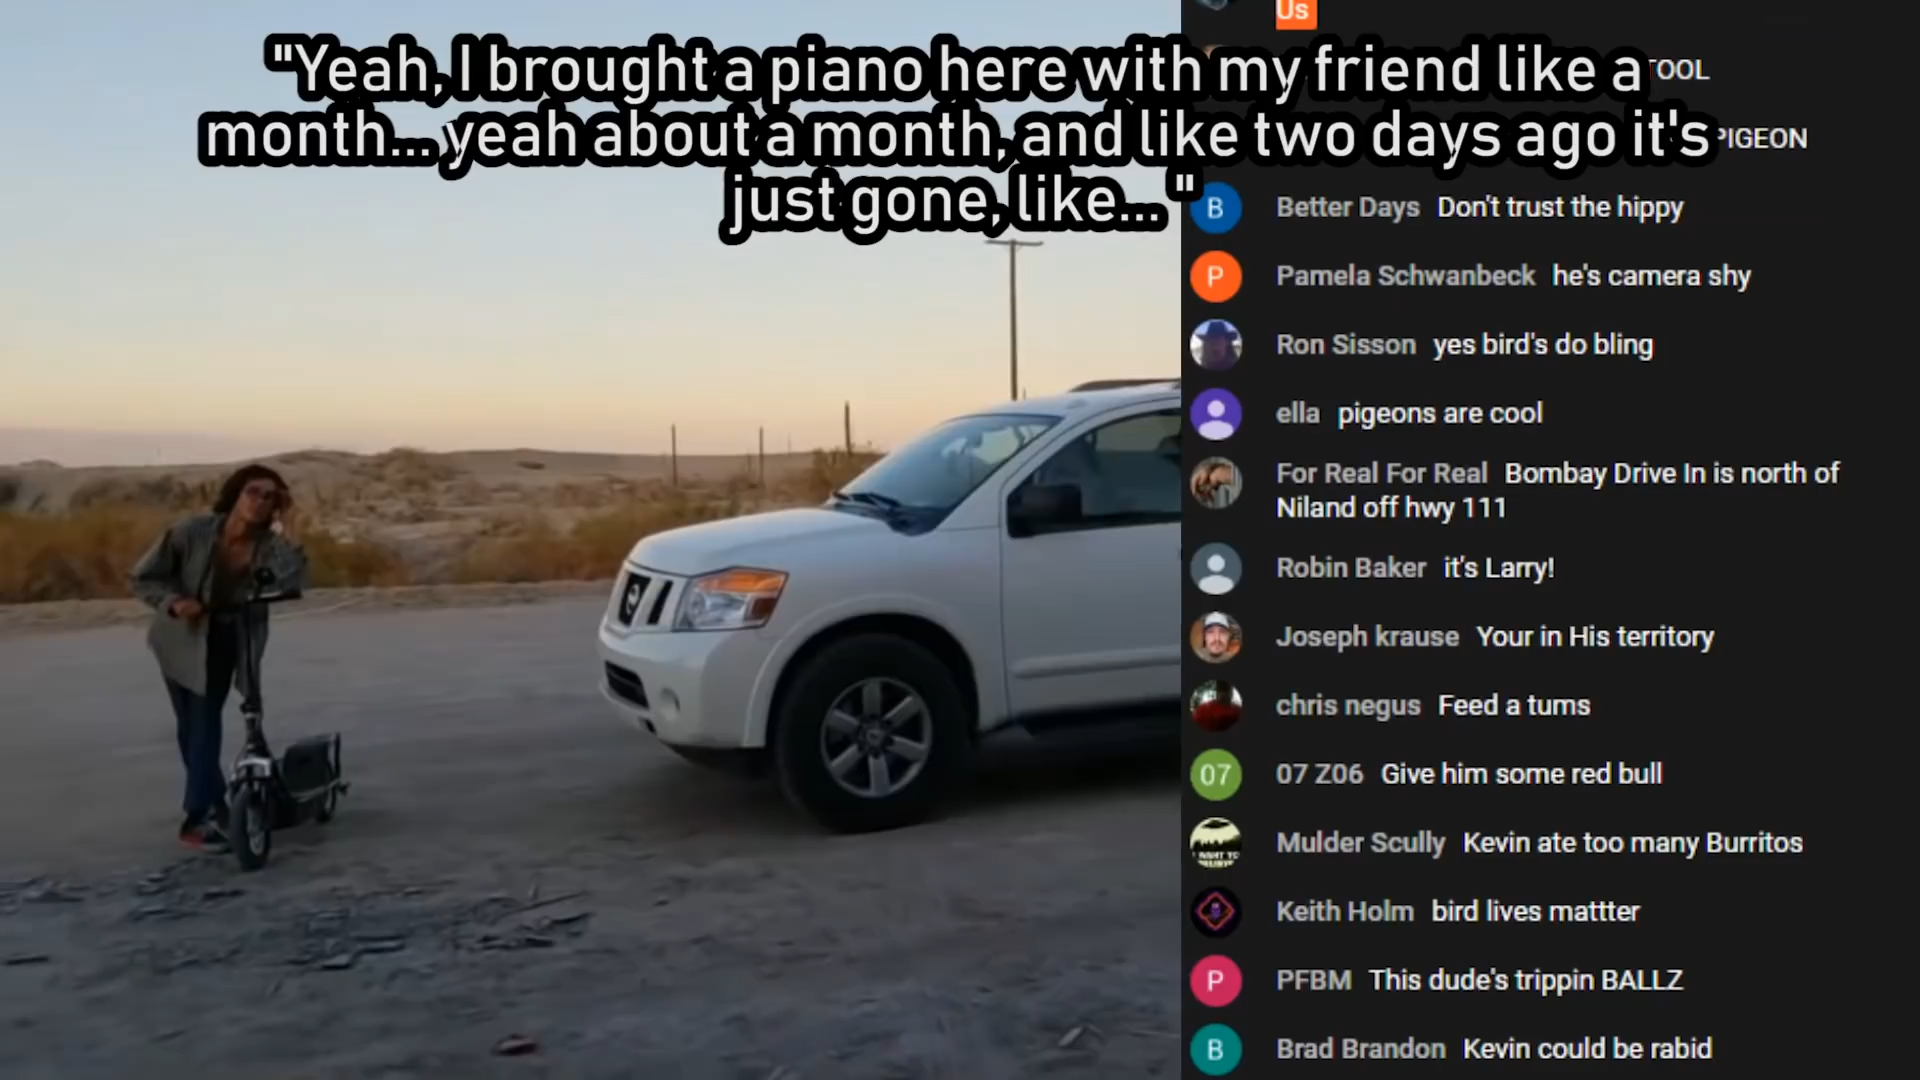 Us
"Yeah, I brought a piano here with my friend like a
month... yeah about a month, and like two days ago it's
just gone, like... "
TOOL
PIGEON
B Better Days Don't trust the hippy
P Pamela Schwanbeck he's camera shy
Ron Sisson yes bird's do bling
ella pigeons are cool
For Real For Real Bombay Drive In is north of
Niland off hwy 111
Robin Baker it's Larry!
Joseph krause Your in His territory
chris negus Feed a tums
07 07 Z06 Give him some red bull
Mulder Scully Kevin ate too many Burritos
Keith Holm bird lives mattter
P PFBM This dude's trippin BALLZ
B Brad Brandon Kevin could be rabid